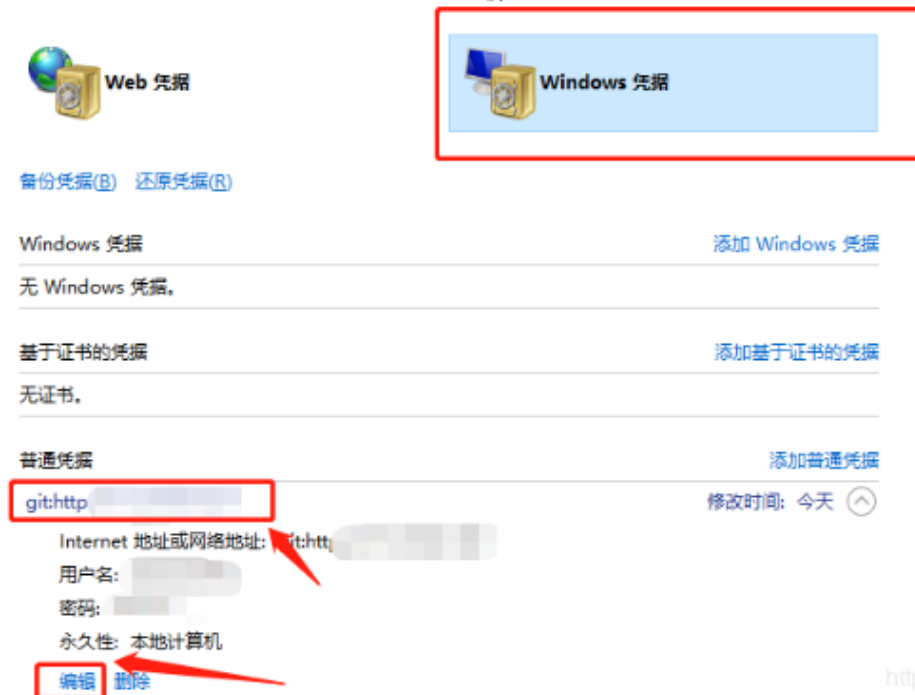 Web 凭据
Windows 凭据
备份凭据(B) 还原凭据(R)
Windows 凭据 添加 Windows 凭据
无 Windows 凭据。
基于证书的凭据 添加基于证书的凭据
无证书。
普通凭据 添加普通凭据
git:http 修改时间: 今天
Internet 地址或网络地址: git:htt
用户名:
密码:
永久性: 本地计算机
编辑 删除
http